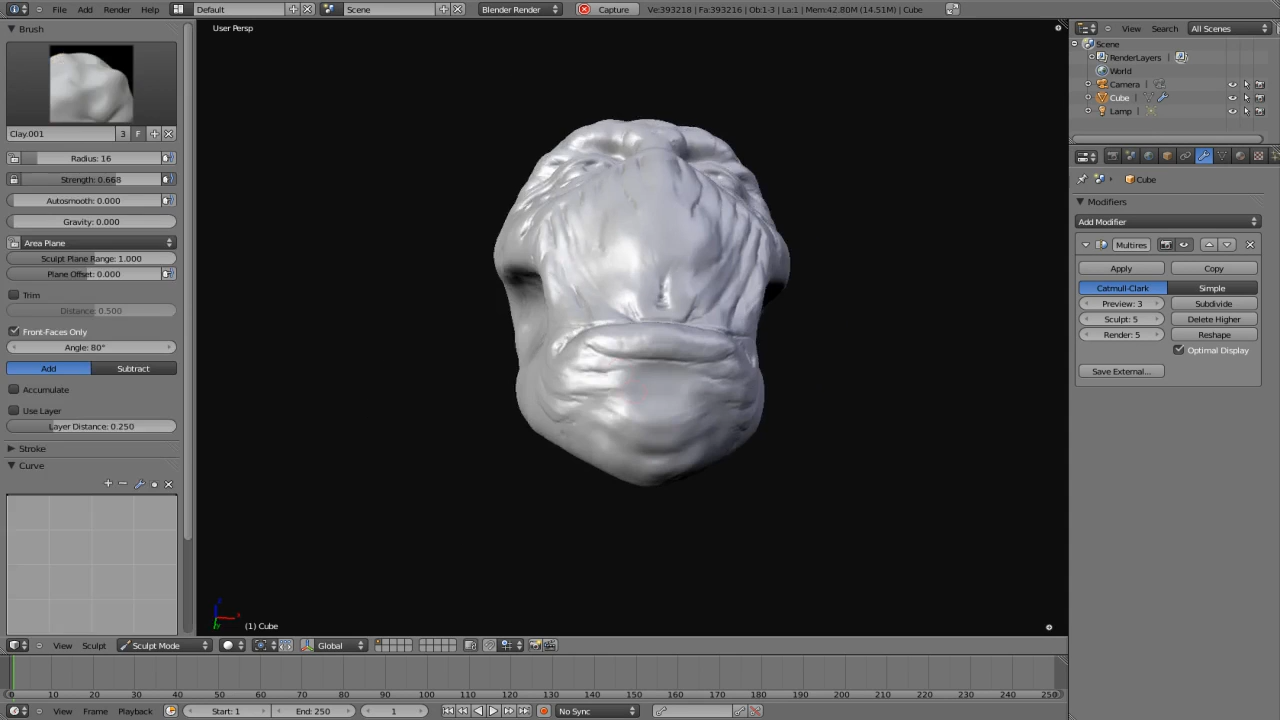 File Add Render Help Default Scene Blender Render Capture Ve:393218 | Fa:393216 | Ob:1-3 | La:1 | Mem:42.80M (14.51M) | Cube
Brush
Clay.001 3 F
Radius: 16
Strength: 0.668
Autosmooth: 0.000
Gravity: 0.000
Area Plane
Sculpt Plane Range: 1.000
Plane Offset: 0.000
Trim
Distance: 0.500
Front-Faces Only
Angle: 80°
Add Subtract
Accumulate
Use Layer
Layer Distance: 0.250
Stroke
Curve
User Persp
(1) Cube
View Search All Scenes
Scene
RenderLayers
World
Camera
Cube
Lamp
Cube
Modifiers
Add Modifier
Multires
Apply Copy
Catmull-Clark Simple
Preview: 3 Subdivide
Sculpt: 5 Delete Higher
Render: 5 Reshape
Optimal Display
Save External...
View Sculpt Sculpt Mode Global
0 10 20 30 40 50 60 70 80 90 100 110 120 130 140 150 160 170 180 190 200 210 220 230 240 250
View Frame Playback Start: 1 End: 250 1 No Sync